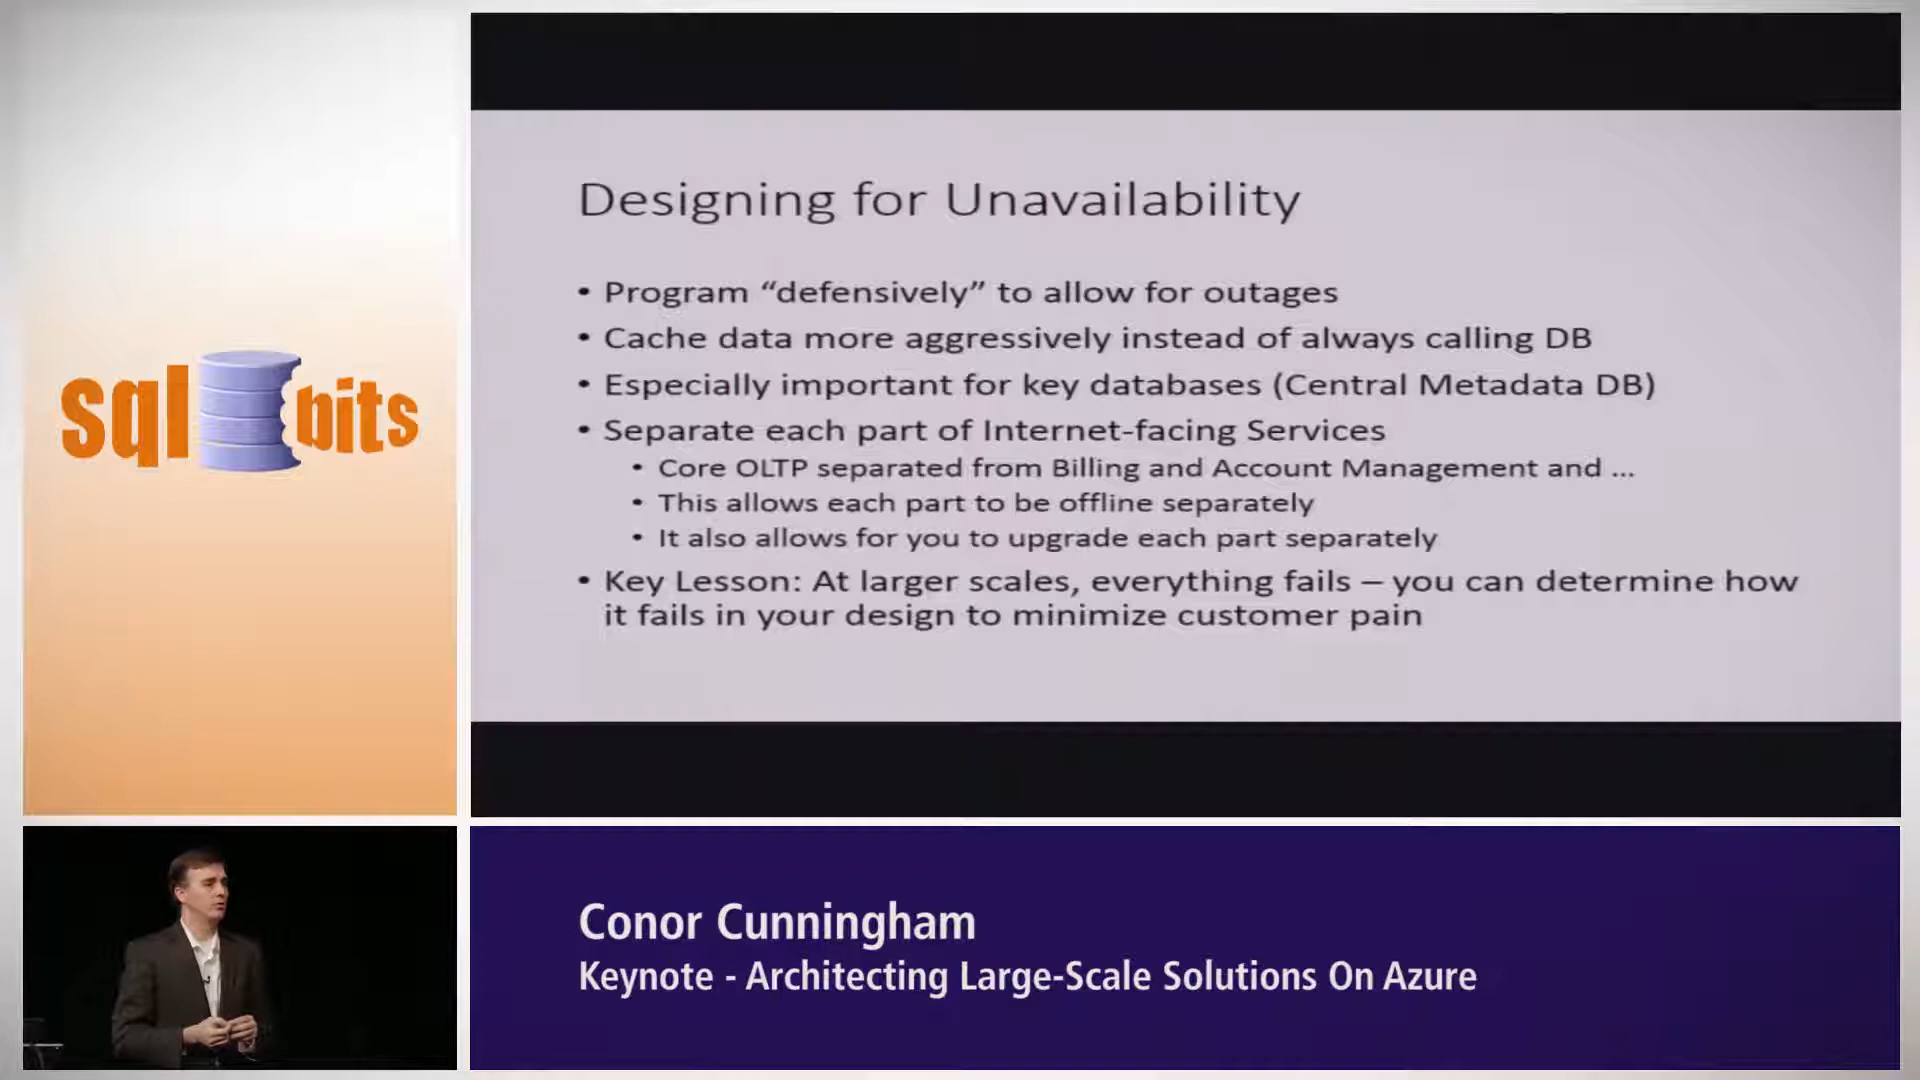 sql bits
Designing for Unavailability
• Program “defensively” to allow for outages
• Cache data more aggressively instead of always calling DB
• Especially important for key databases (Central Metadata DB)
• Separate each part of Internet-facing Services
• Core OLTP separated from Billing and Account Management and ...
• This allows each part to be offline separately
• It also allows for you to upgrade each part separately
• Key Lesson: At larger scales, everything fails – you can determine how
it fails in your design to minimize customer pain
Conor Cunningham
Keynote - Architecting Large-Scale Solutions On Azure